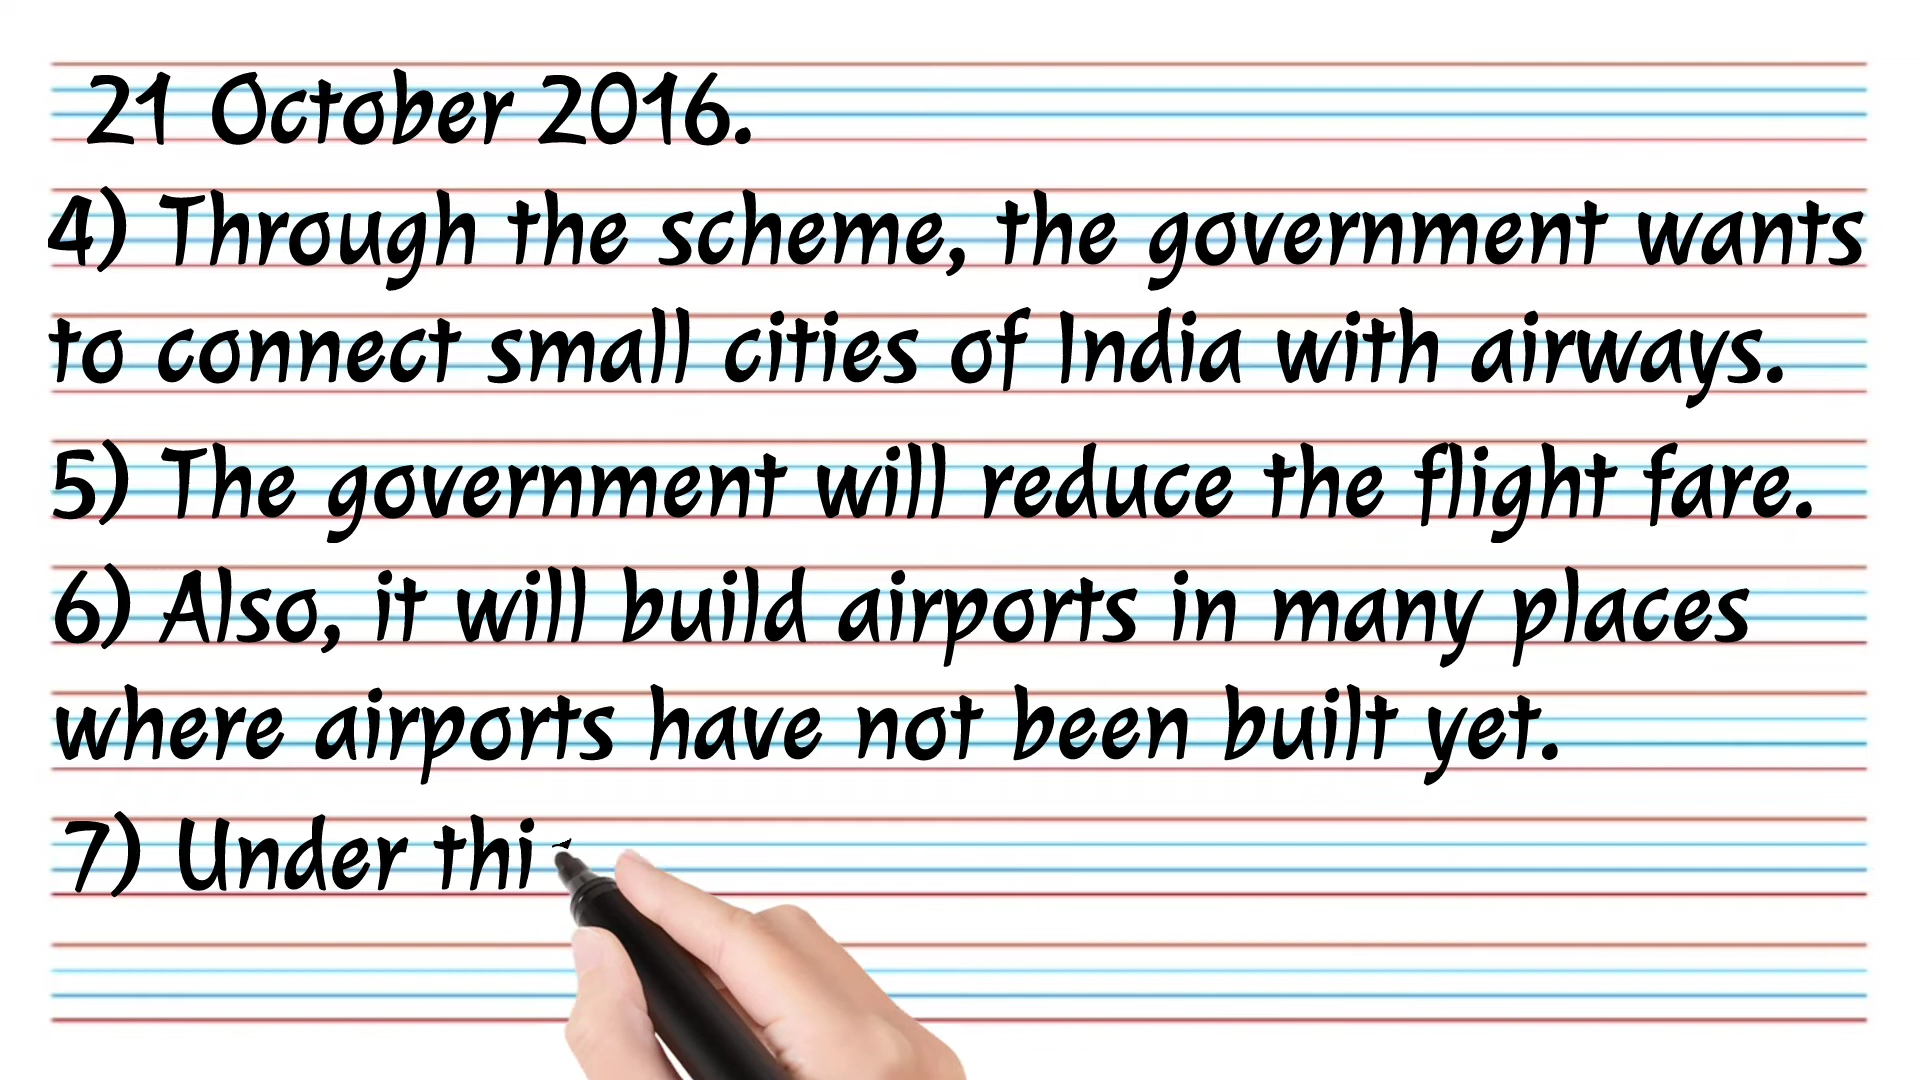 21 October 2016.
4) Through the scheme, the government wants
to connect small cities of India with airways.
5) The government will reduce the flight fare.
6) Also, it will build airports in many places
where airports have not been built yet.
7) Under thi